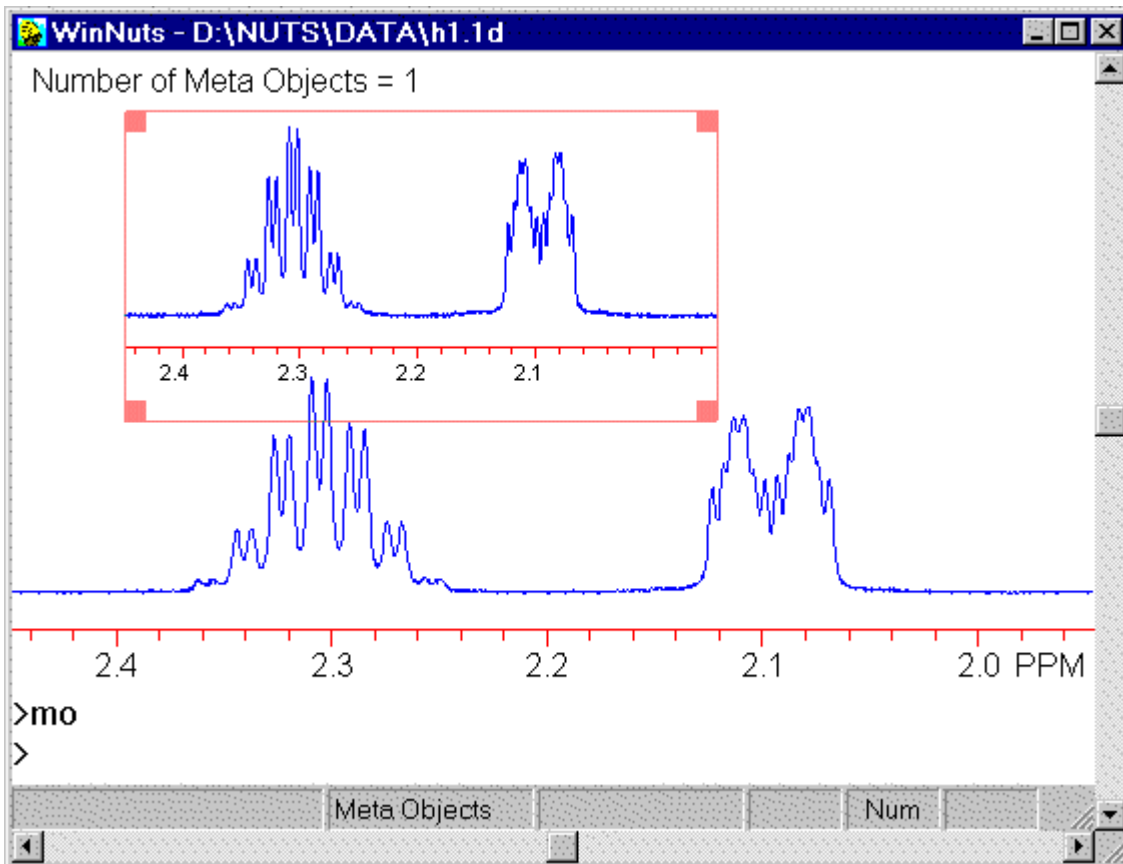 WinNuts - D:\NUTS\DATA\h1.1d
Number of Meta Objects = 1
2.4 2.3 2.2 2.1
2.4 2.3 2.2 2.1 2.0 PPM
>mo
>
Meta Objects Num